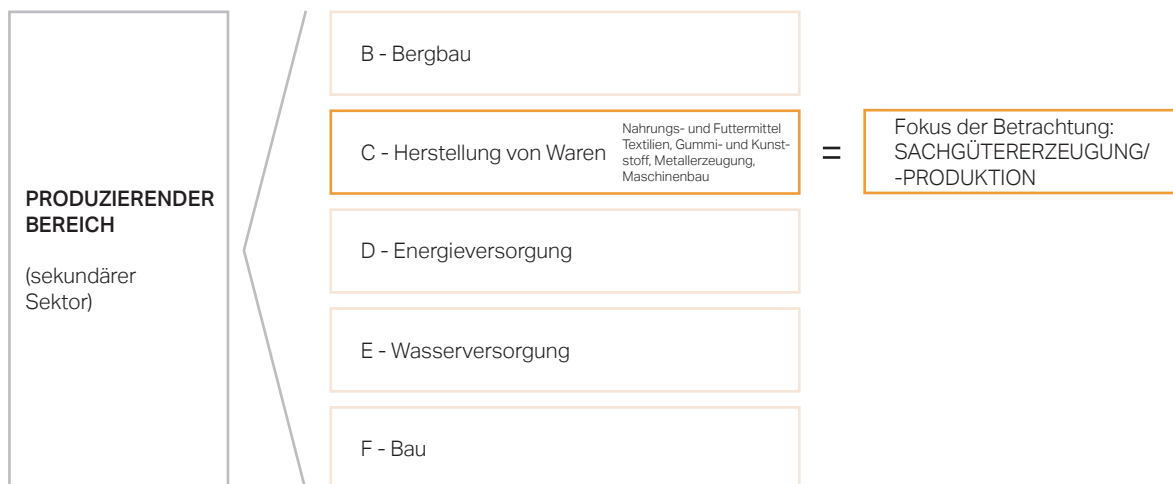 PRODUZIERENDER
BEREICH
(sekundärer
Sektor)
B - Bergbau
C - Herstellung von Waren
Nahrungs- und Futtermittel
Textilien, Gummi- und Kunst-
stoff, Metallerzeugung,
Maschinenbau
=
Fokus der Betrachtung:
SACHGÜTERERZEUGUNG/
-PRODUKTION
D - Energieversorgung
E - Wasserversorgung
F - Bau